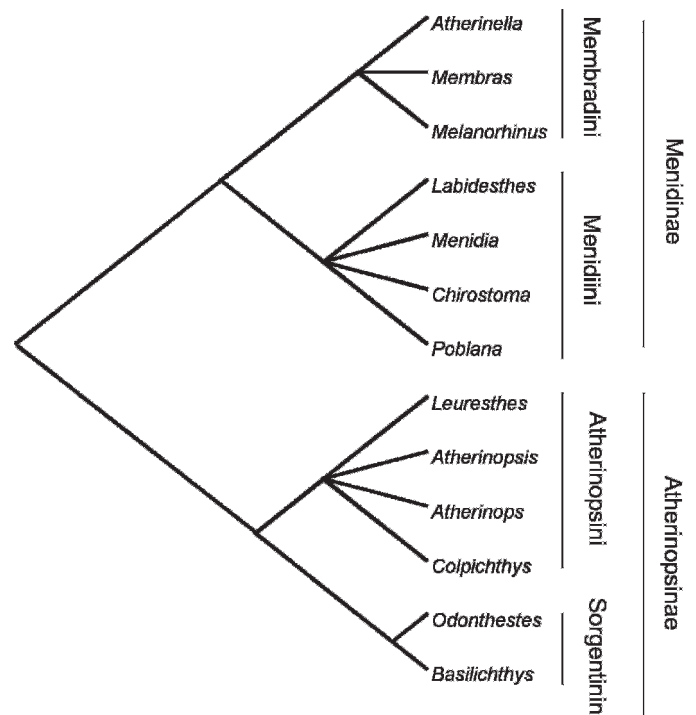 Atherinella
Membras
Melanorhinus
Membradini
Labidesthes
Menidia
Chirostoma
Poblana
Menidiini
Menidinae
Leuresthes
Atherinopsis
Atherinops
Colpichthys
Atherinopsini
Odonthestes
Basilichthys
Sorgentinin
Atherinopsinae